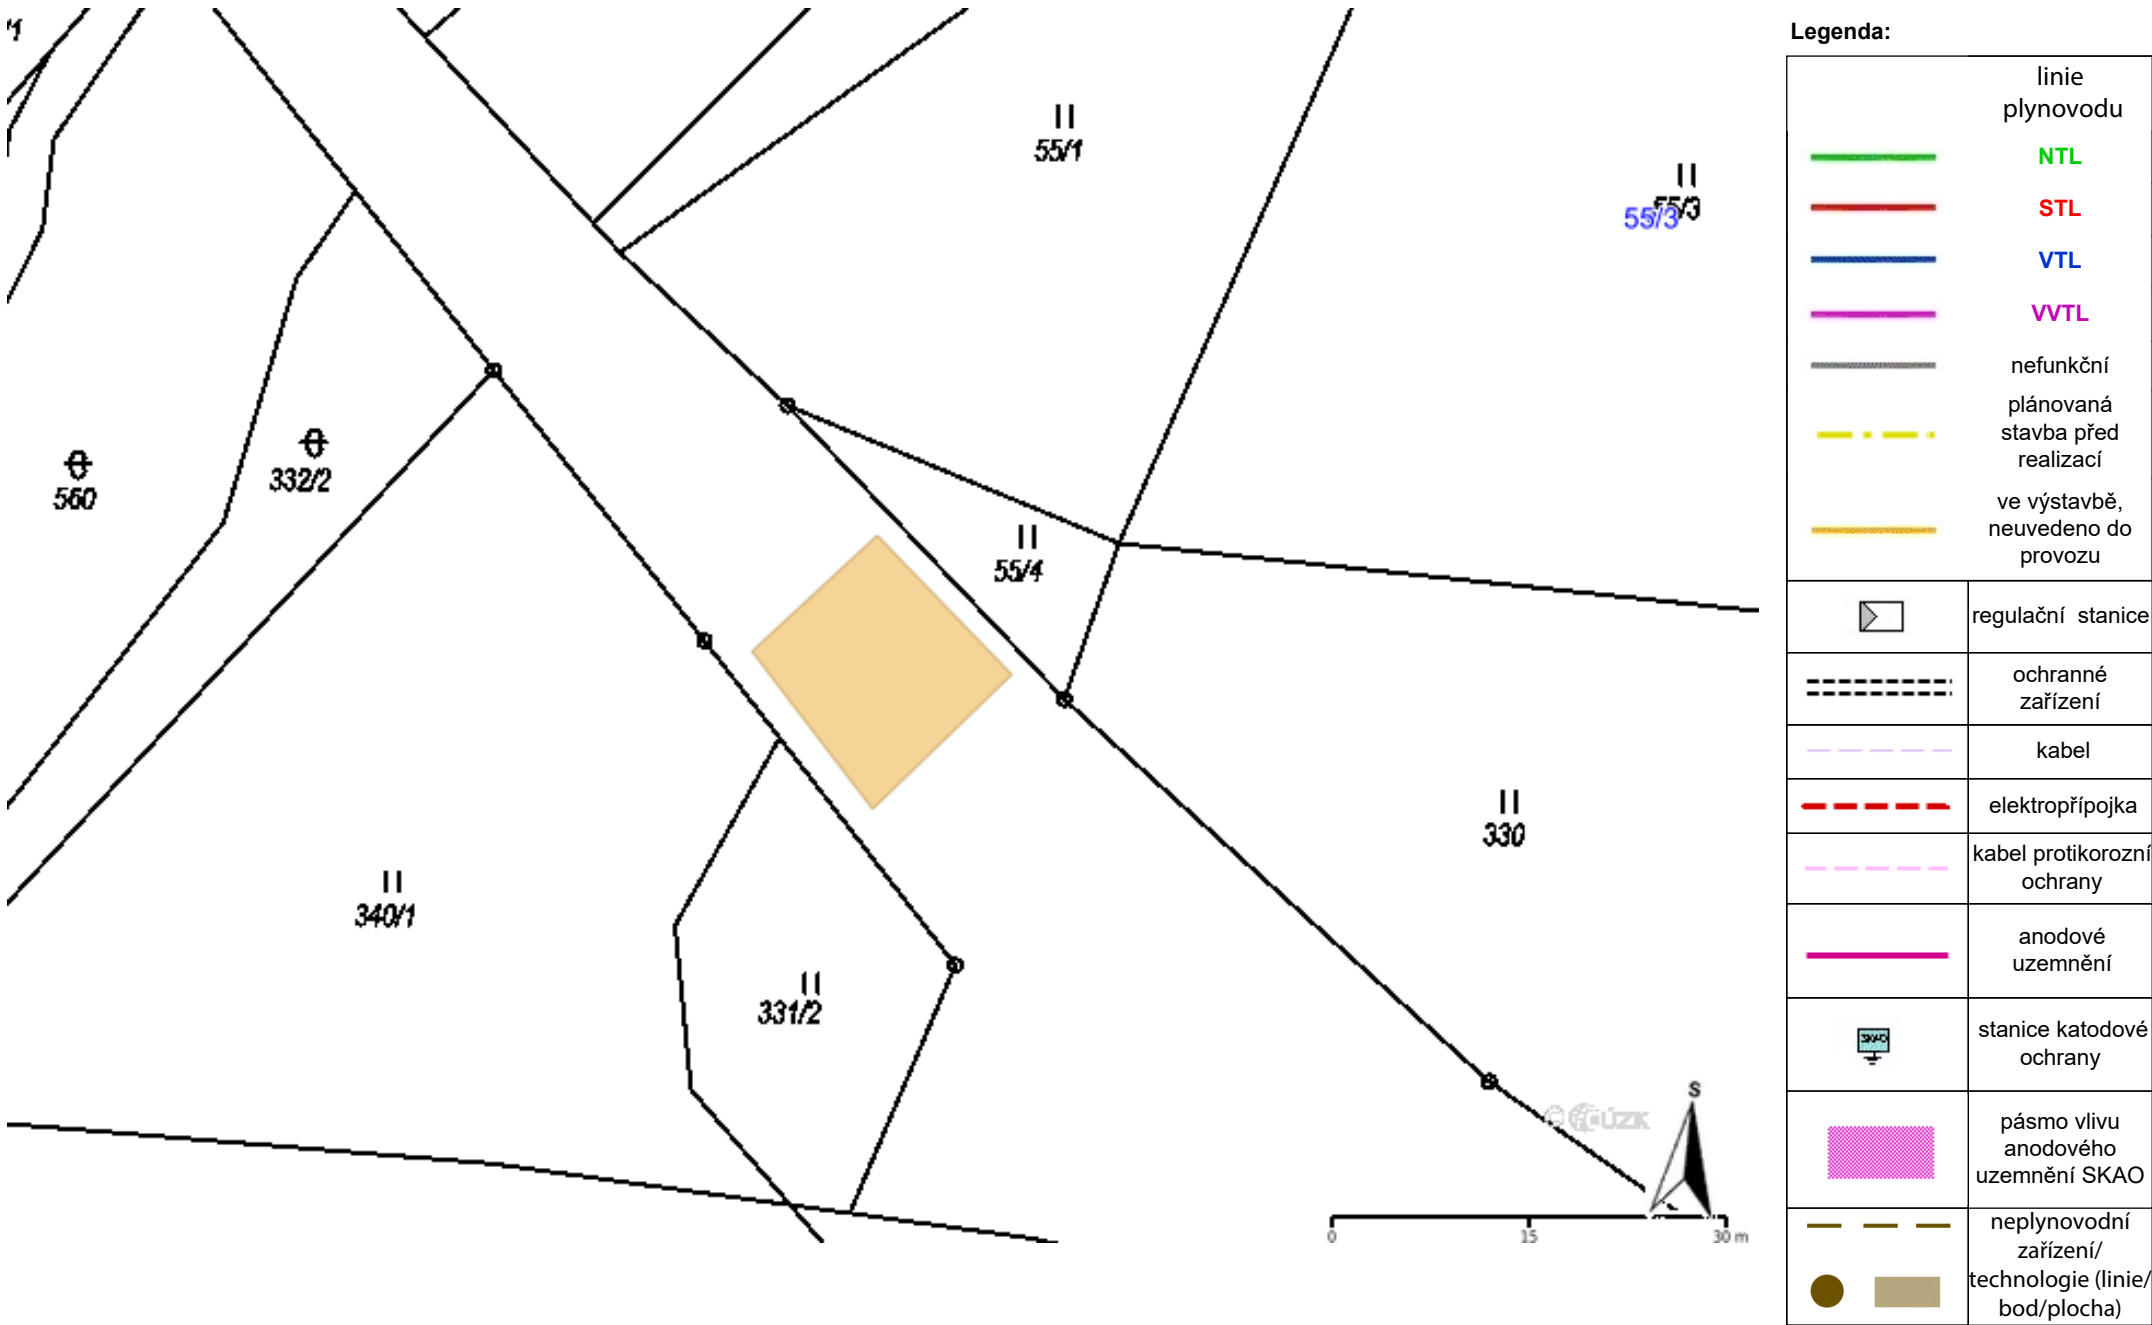 55/1
55/3
55/3
332/2
560
55/4
330
340/1
331/2
S
0 15 30 m
Legenda:
linie
plynovodu
NTL
STL
VTL
VVTL
nefunkční
plánovaná
stavba před
realizací
ve výstavbě,
neuvedeno do
provozu
regulační stanice
ochranné
zařízení
kabel
elektropřípojka
kabel protikorozní
ochrany
anodové
uzemnění
SKAO
stanice katodové
ochrany
pásmo vlivu
anodového
uzemnění SKAO
neplynovodní
zařízení/
technologie (linie/
bod/plocha)